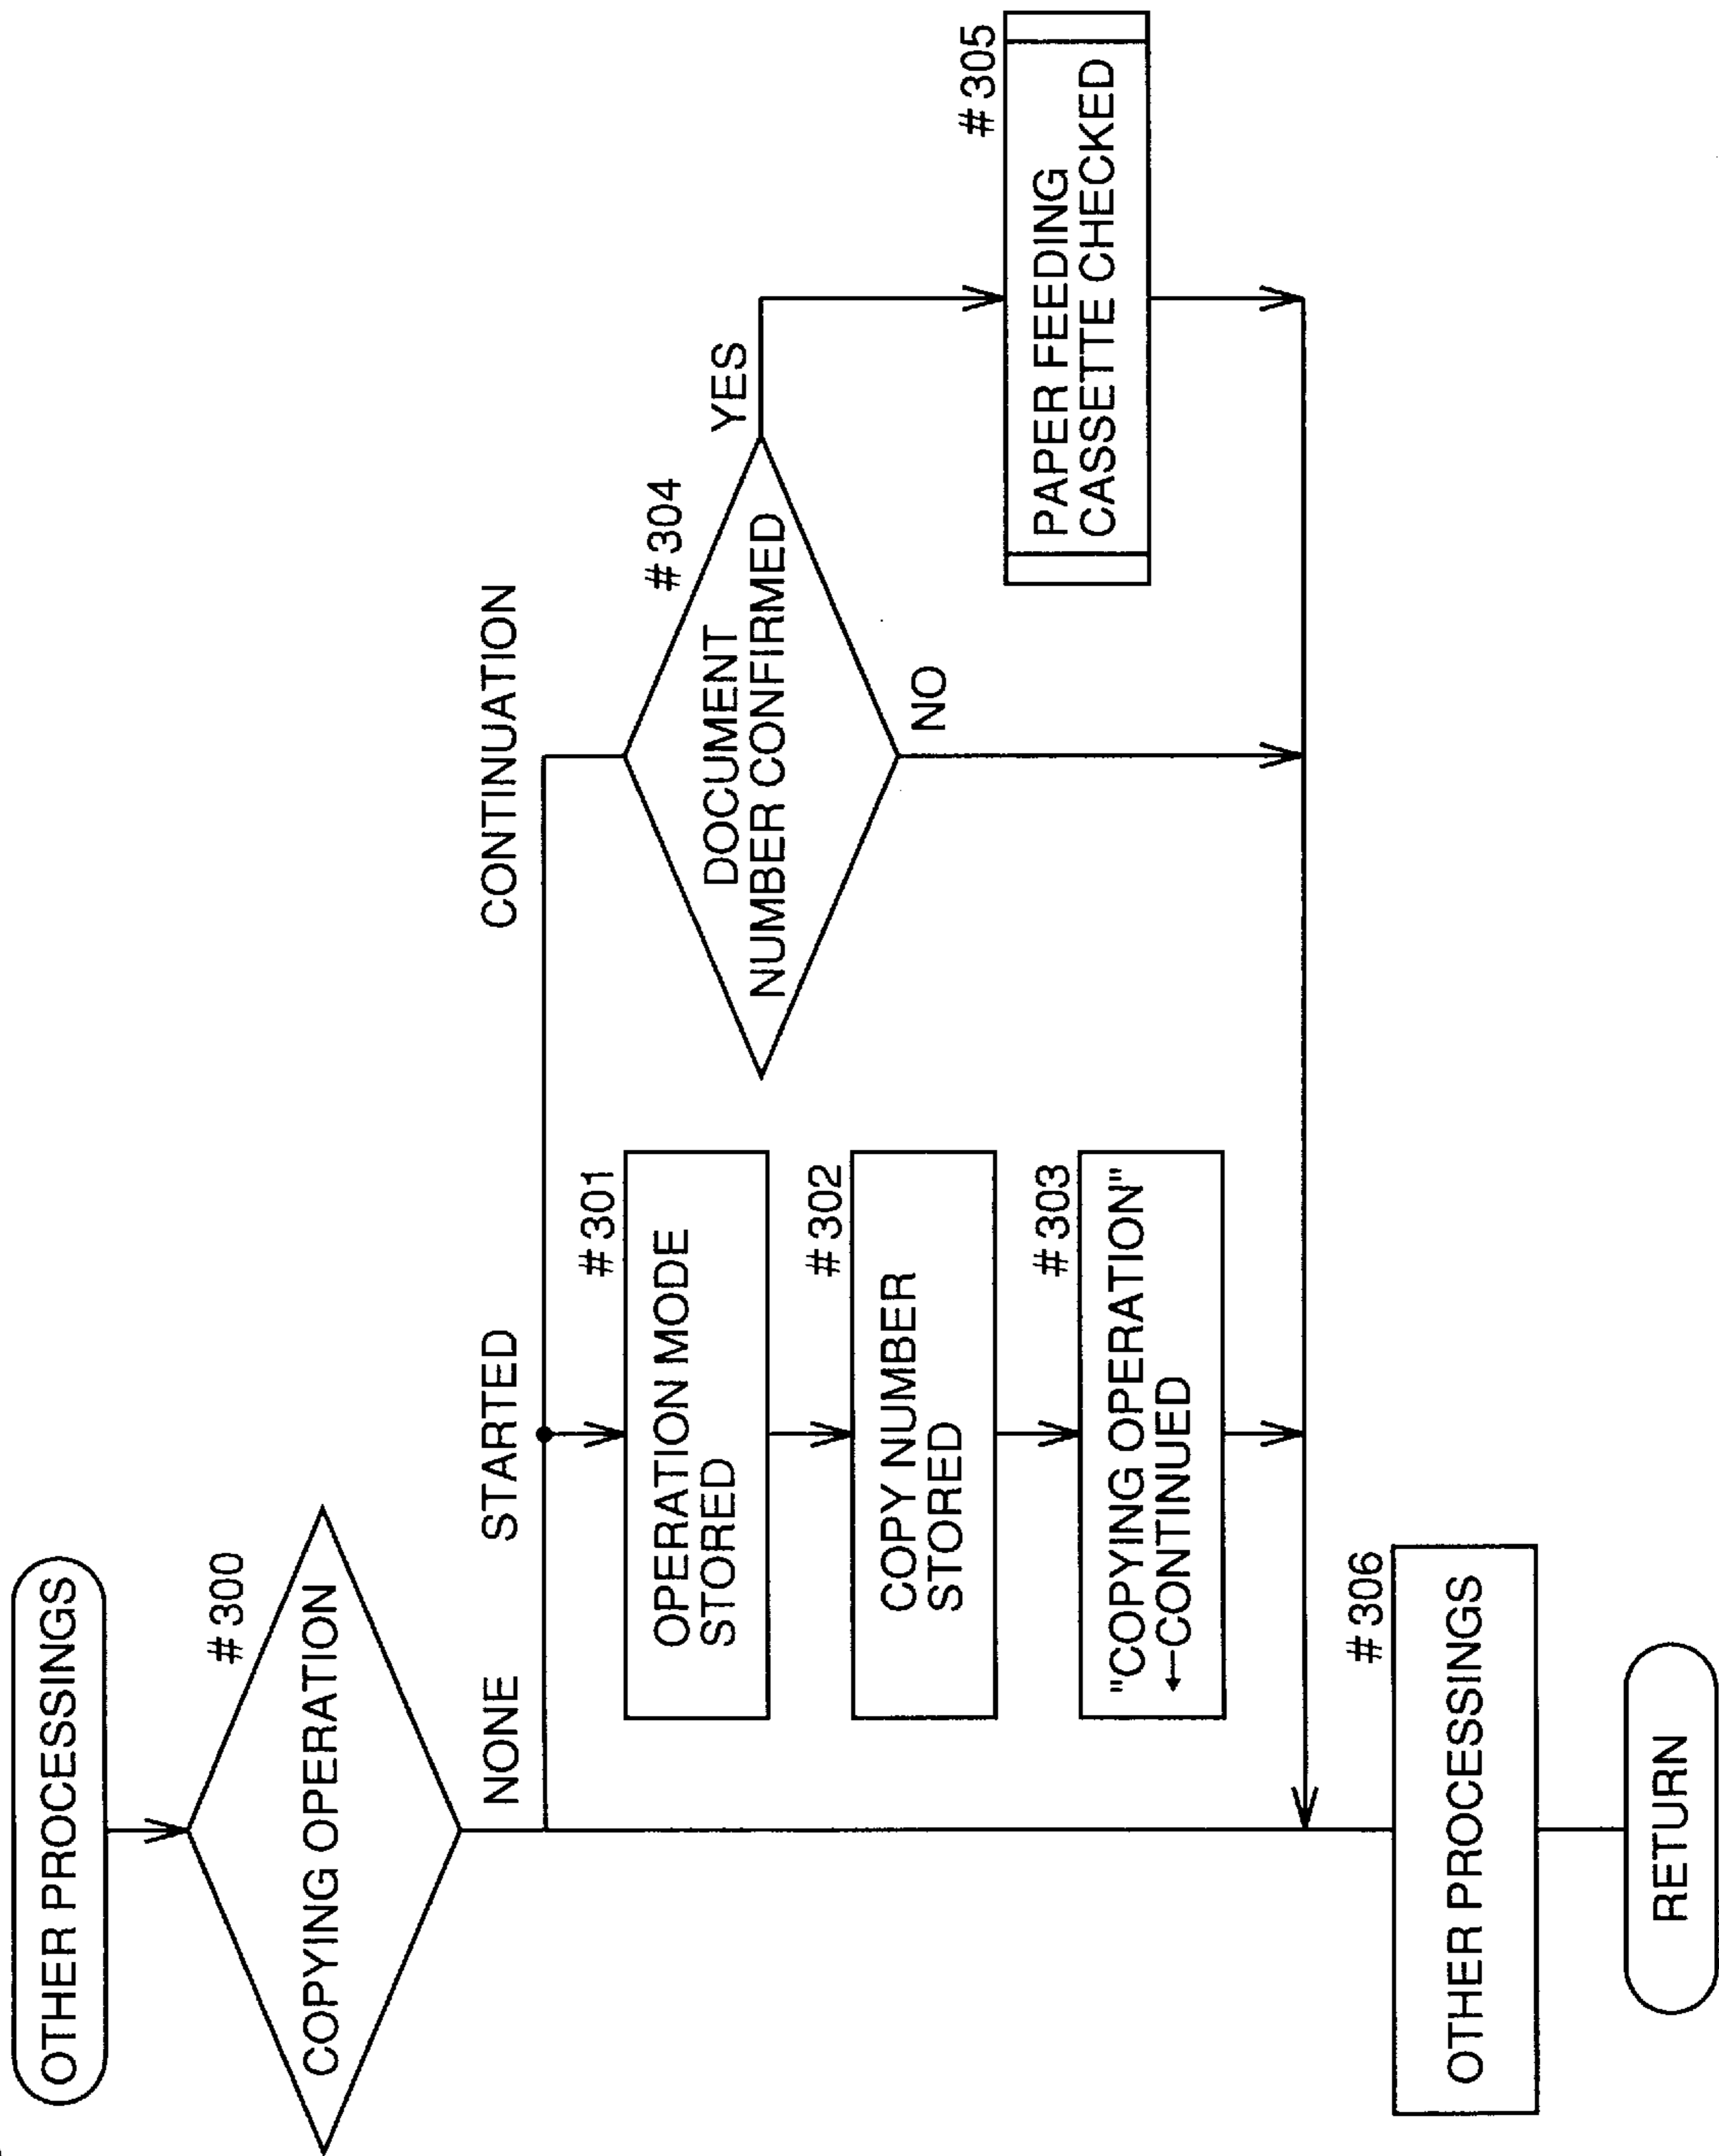 OTHER PROCESSINGS
#300
COPYING OPERATION
NONE
STARTED
CONTINUATION
#301
OPERATION MODE
STORED
#302
COPY NUMBER
STORED
#303
"COPYING OPERATION"
←CONTINUED
#304
DOCUMENT
NUMBER CONFIRMED
YES
NO
#305
PAPER FEEDING
CASSETTE CHECKED
#306
OTHER PROCESSINGS
RETURN